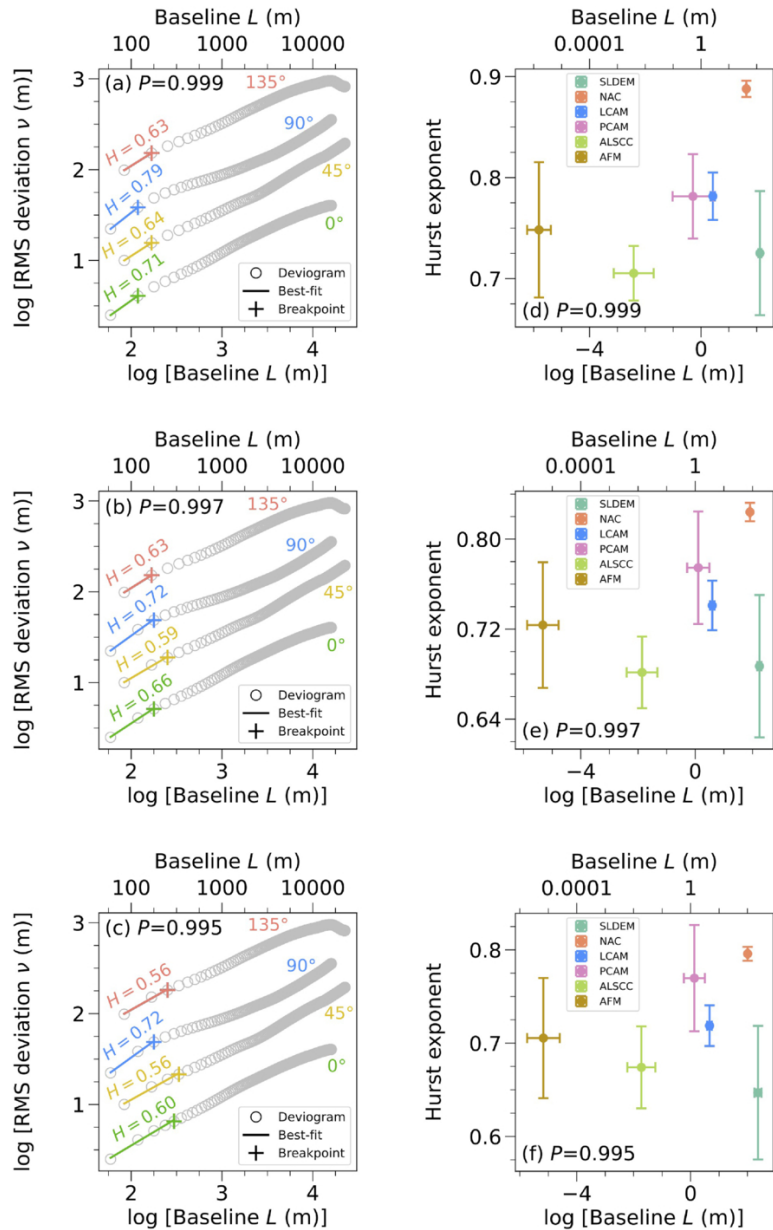 Baseline L (m)
100 1000 10000
log [RMS deviation ν (m)]
3
2
1
(a) P=0.999
135°
90°
45°
0°
H = 0.63
H = 0.79
H = 0.64
H = 0.71
Deviogram
Best-fit
Breakpoint
2 3 4
log [Baseline L (m)]
Baseline L (m)
0.0001 1
Hurst exponent
0.9
0.8
0.7
SLDEM
NAC
LCAM
PCAM
ALSCC
AFM
(d) P=0.999
−4 0
log [Baseline L (m)]
Baseline L (m)
100 1000 10000
log [RMS deviation ν (m)]
3
2
1
(b) P=0.997
135°
90°
45°
0°
H = 0.63
H = 0.72
H = 0.59
H = 0.66
Deviogram
Best-fit
Breakpoint
2 3 4
log [Baseline L (m)]
Baseline L (m)
0.0001 1
Hurst exponent
0.80
0.72
0.64
SLDEM
NAC
LCAM
PCAM
ALSCC
AFM
(e) P=0.997
−4 0
log [Baseline L (m)]
Baseline L (m)
100 1000 10000
log [RMS deviation ν (m)]
3
2
1
(c) P=0.995
135°
90°
45°
0°
H = 0.56
H = 0.72
H = 0.56
H = 0.60
Deviogram
Best-fit
Breakpoint
2 3 4
log [Baseline L (m)]
Baseline L (m)
0.0001 1
Hurst exponent
0.8
0.7
0.6
SLDEM
NAC
LCAM
PCAM
ALSCC
AFM
(f) P=0.995
−4 0
log [Baseline L (m)]